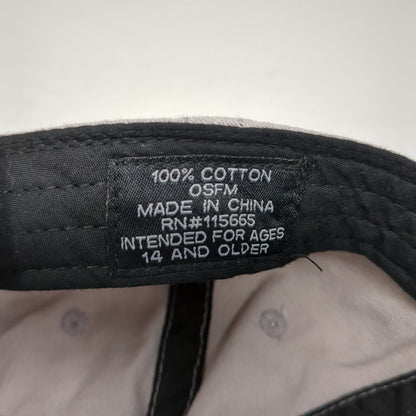 100% COTTON
OSFM
MADE IN CHINA
RN#115665
INTENDED FOR AGES
14 AND OLDER